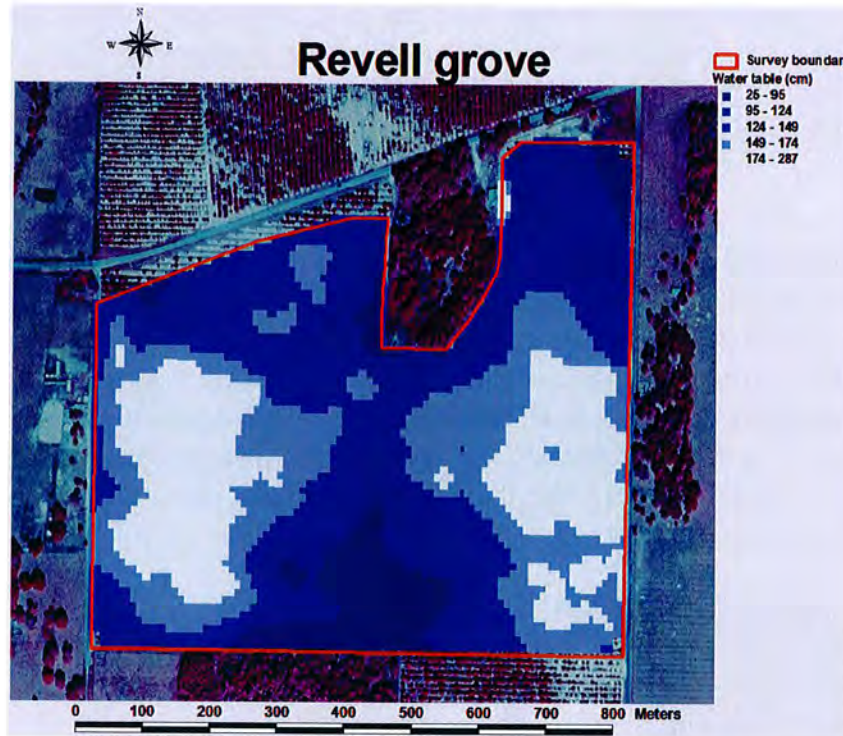 N
W E
S
Revell grove
Survey boundar
Water table (cm)
25 - 95
95 - 124
124 - 149
149 - 174
174 - 287
0 100 200 300 400 500 600 700 800 Meters